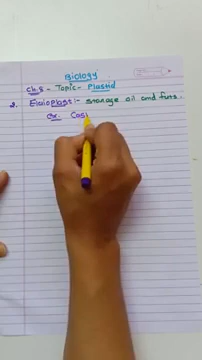 Biology
Ch.8 - Topic - Plastid
2. Elaioplast :- storage oil and fats.
Ex. Cast